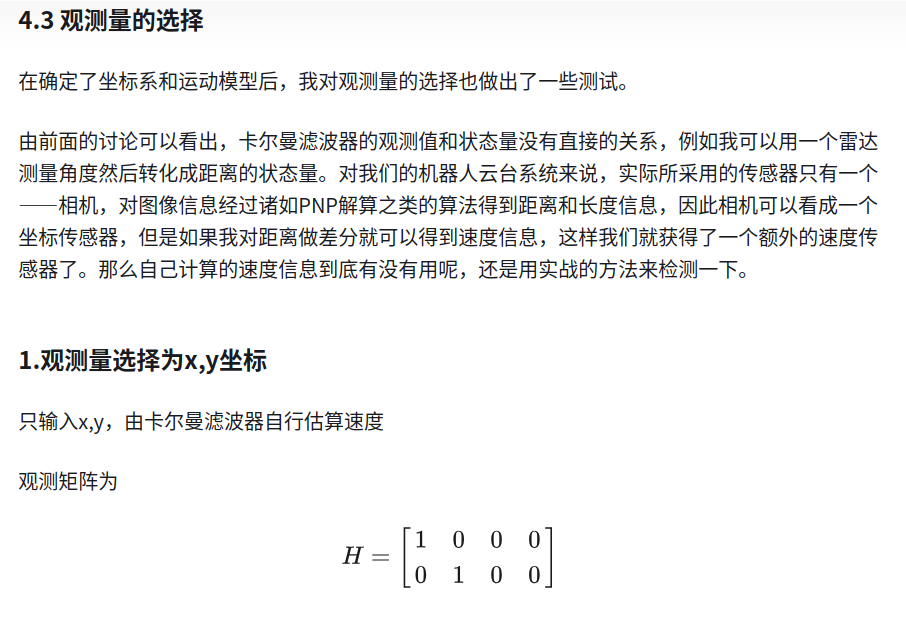 4.3 观测量的选择
在确定了坐标系和运动模型后，我对观测量的选择也做出了一些测试。
由前面的讨论可以看出，卡尔曼滤波器的观测值和状态量没有直接的关系，例如我可以用一个雷达
测量角度然后转化成距离的状态量。对我们的机器人云台系统来说，实际所采用的传感器只有一个
——相机，对图像信息经过诸如PNP解算之类的算法得到距离和长度信息，因此相机可以看成一个
坐标传感器，但是如果我对距离做差分就可以得到速度信息，这样我们就获得了一个额外的速度传
感器了。那么自己计算的速度信息到底有没有用呢，还是用实战的方法来检测一下。
1.观测量选择为x,y坐标
只输入x,y，由卡尔曼滤波器自行估算速度
观测矩阵为
H = [1 0 0 0
0 1 0 0]